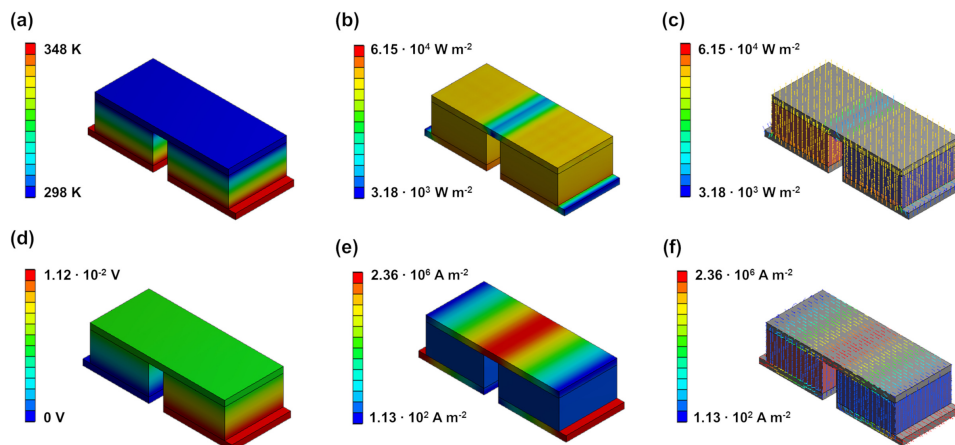 (a)
348 K
298 K
(b)
6.15 · 10⁴ W m⁻²
3.18 · 10³ W m⁻²
(c)
6.15 · 10⁴ W m⁻²
3.18 · 10³ W m⁻²
(d)
1.12 · 10⁻² V
0 V
(e)
2.36 · 10⁶ A m⁻²
1.13 · 10² A m⁻²
(f)
2.36 · 10⁶ A m⁻²
1.13 · 10² A m⁻²